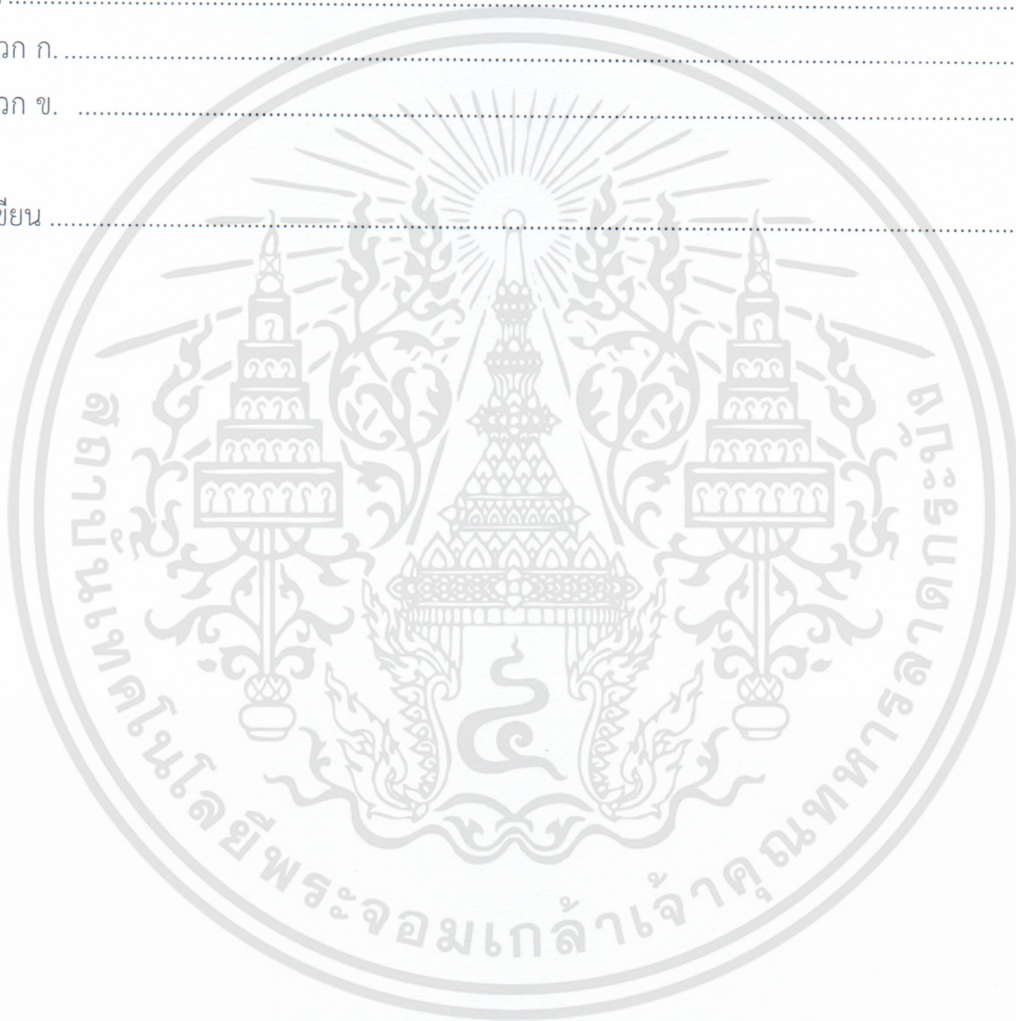 วก ก. ........................................................................
วก ข. ........................................................................
ขียน ........................................................................
สถาบันเทคโนโลยีพระจอมเกล้าเจ้าคุณทหารลาดกระบัง
๔